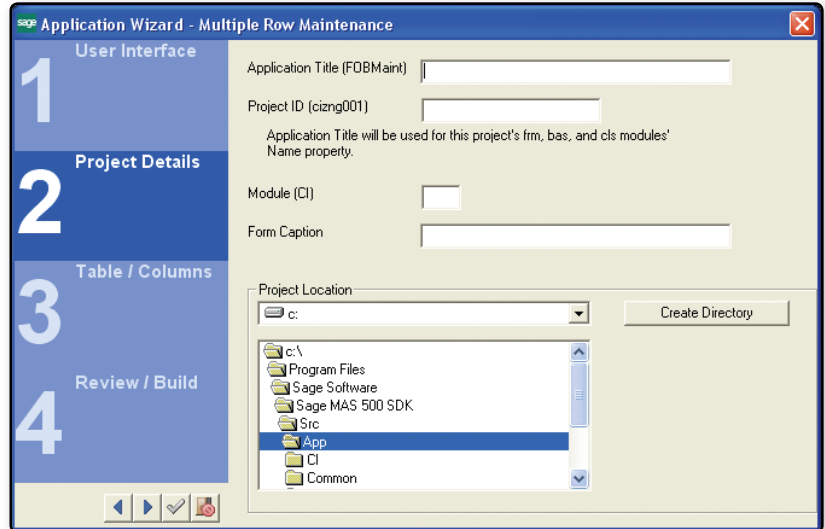 sage Application Wizard - Multiple Row Maintenance
1 User Interface
2 Project Details
3 Table / Columns
4 Review / Build
Application Title (FOBMaint)
Project ID (cizng001)
Application Title will be used for this project's frm, bas, and cls modules'
Name property.
Module (CI)
Form Caption
Project Location
c:
Create Directory
c:\
Program Files
Sage Software
Sage MAS 500 SDK
Src
App
CI
Common